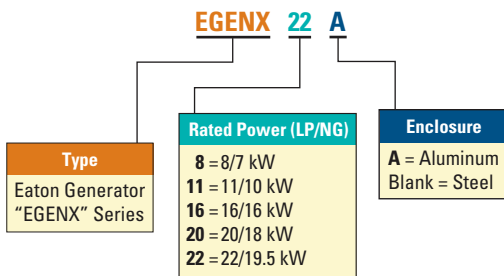 EGENX 22 A
Type
Eaton Generator
“EGENX” Series
Rated Power (LP/NG)
8 = 8/7 kW
11 = 11/10 kW
16 = 16/16 kW
20 = 20/18 kW
22 = 22/19.5 kW
Enclosure
A = Aluminum
Blank = Steel